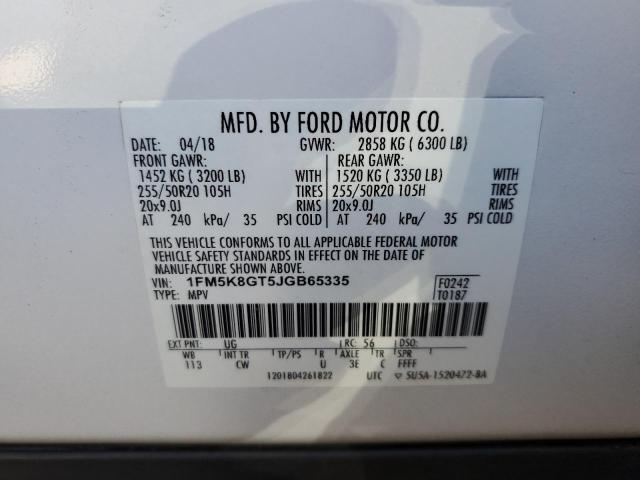 MFD. BY FORD MOTOR CO.
DATE: 04/18 GVWR: 2858 KG ( 6300 LB)
FRONT GAWR: REAR GAWR:
1452 KG ( 3200 LB) WITH 1520 KG ( 3350 LB) WITH
255/50R20 105H TIRES 255/50R20 105H TIRES
20x9.0J RIMS 20x9.0J RIMS
AT 240 kPa/ 35 PSI COLD AT 240 kPa/ 35 PSI COLD
THIS VEHICLE CONFORMS TO ALL APPLICABLE FEDERAL MOTOR
VEHICLE SAFETY STANDARDS IN EFFECT ON THE DATE OF
MANUFACTURE SHOWN ABOVE.
VIN: 1FM5K8GT5JGB65335 F0242
TYPE: MPV T0187
EXT PNT: UG RC: 56 DSO:
WB INT TR TP/PS R AXLE TR SPR
113 CW U 3E C FFFF
1201804261822 UTC ▽ 5U5A-1520472-BA